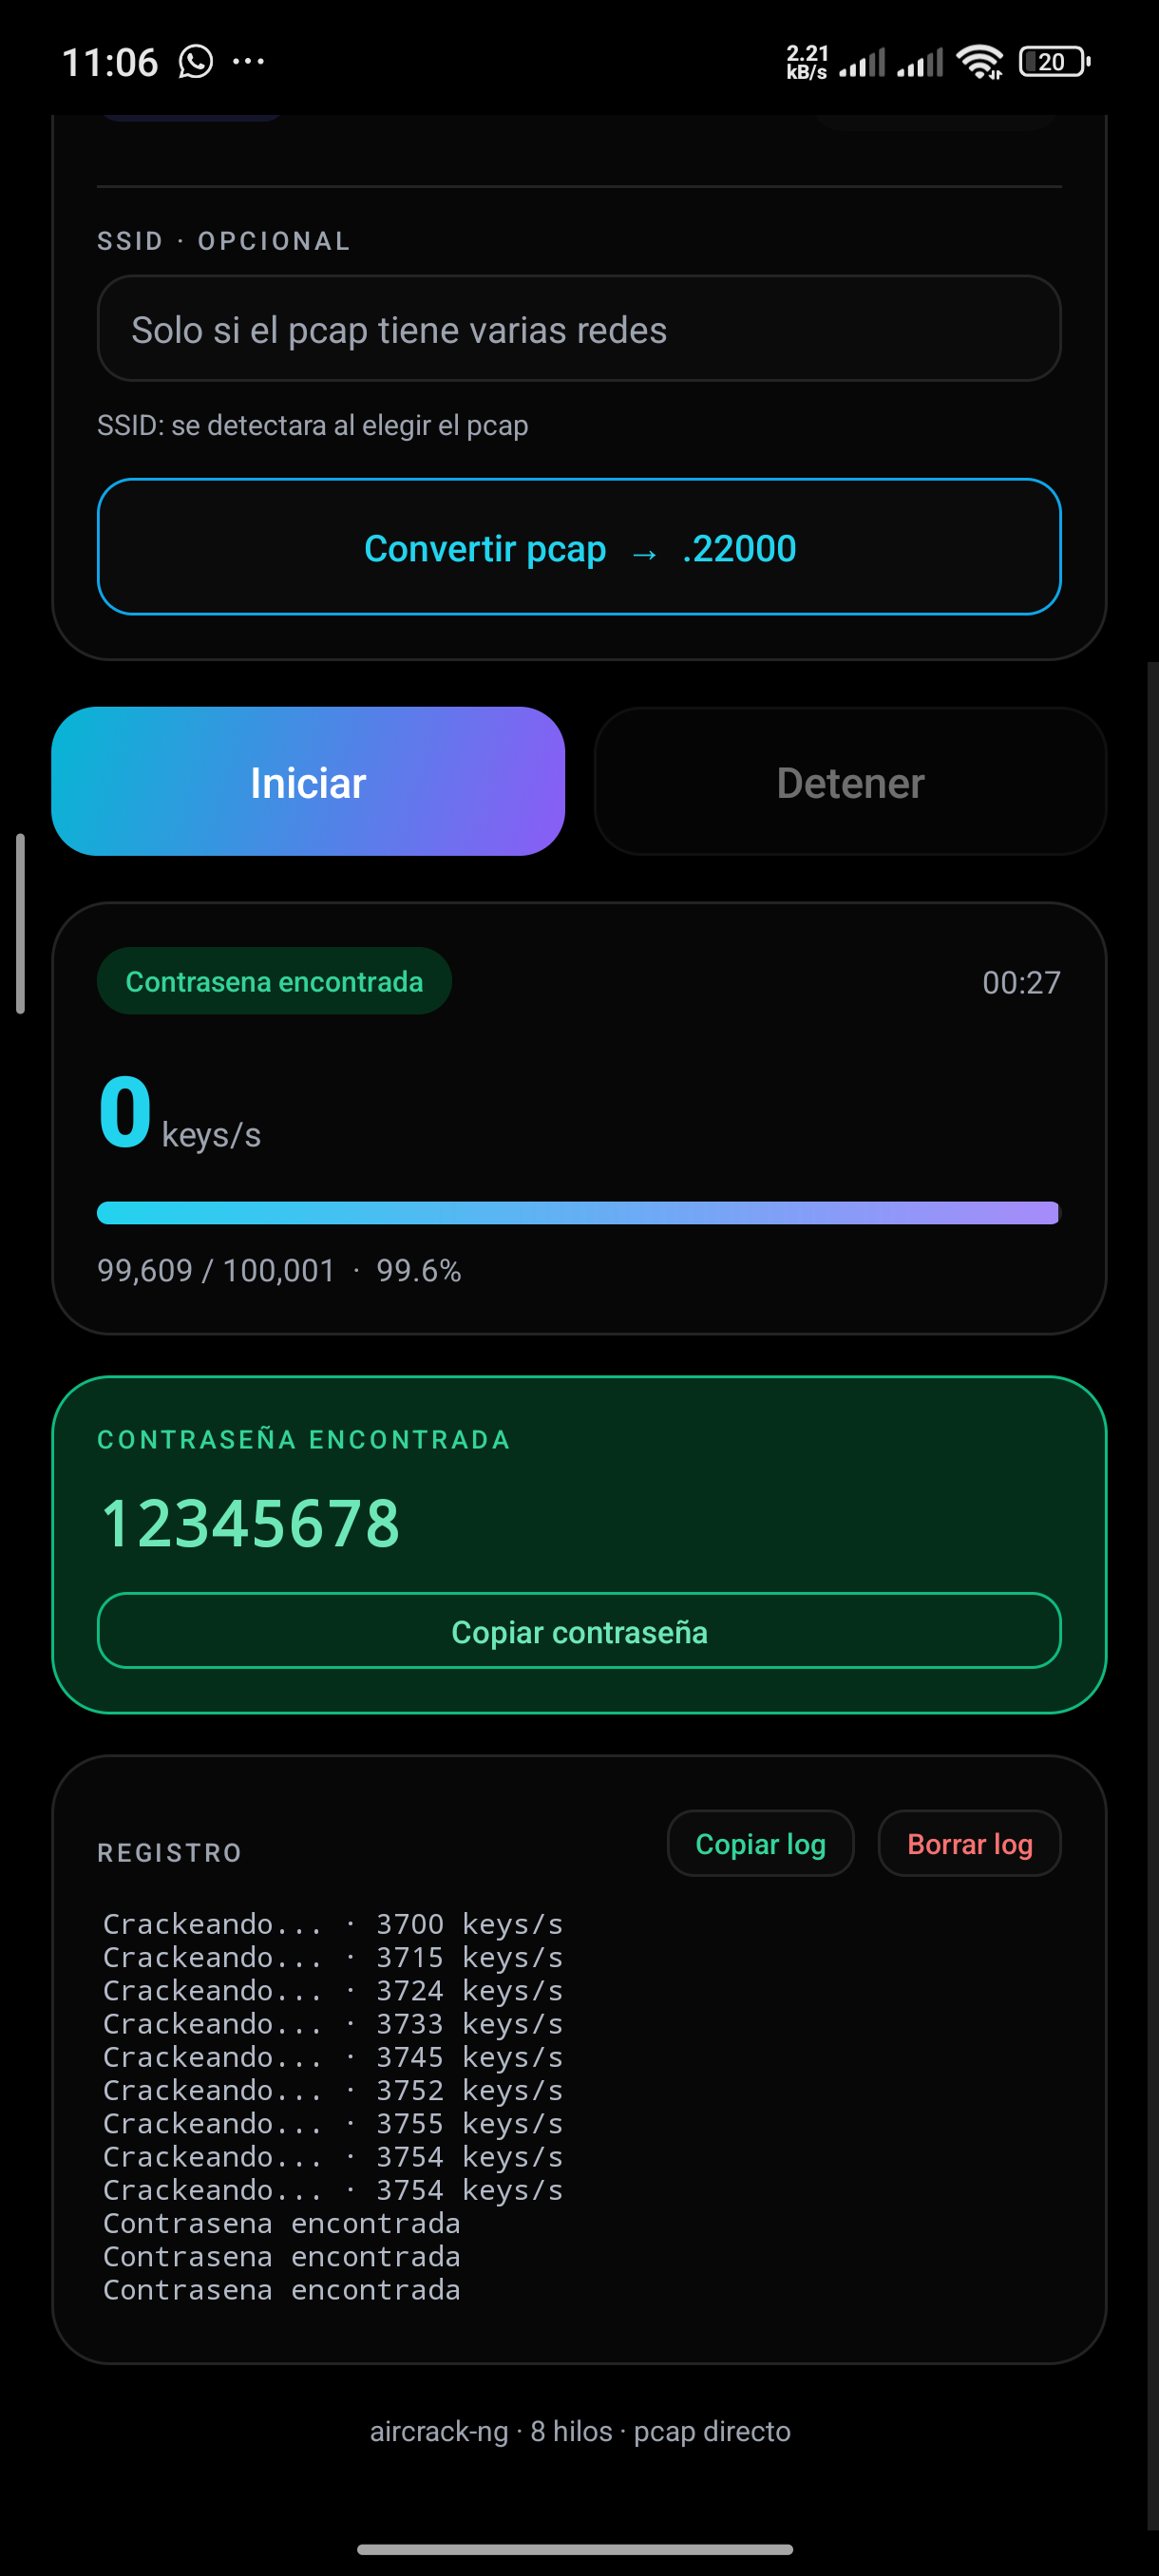 11:06 ... 2.21 kB/s 20
SSID · OPCIONAL
Solo si el pcap tiene varias redes
SSID: se detectara al elegir el pcap
Convertir pcap → .22000
Iniciar
Detener
Contrasena encontrada
00:27
0 keys/s
99,609 / 100,001 · 99.6%
CONTRASEÑA ENCONTRADA
12345678
Copiar contraseña
REGISTRO
Copiar log
Borrar log
Crackeando... · 3700 keys/s
Crackeando... · 3715 keys/s
Crackeando... · 3724 keys/s
Crackeando... · 3733 keys/s
Crackeando... · 3745 keys/s
Crackeando... · 3752 keys/s
Crackeando... · 3755 keys/s
Crackeando... · 3754 keys/s
Crackeando... · 3754 keys/s
Contrasena encontrada
Contrasena encontrada
Contrasena encontrada
aircrack-ng · 8 hilos · pcap directo